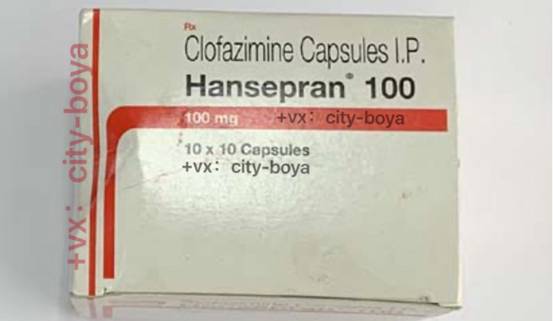 Rx
Clofazimine Capsules I.P.
Hansepran® 100
100 mg
+vx： city-boya
10 x 10 Capsules
+vx： city-boya
+vx： city-boya